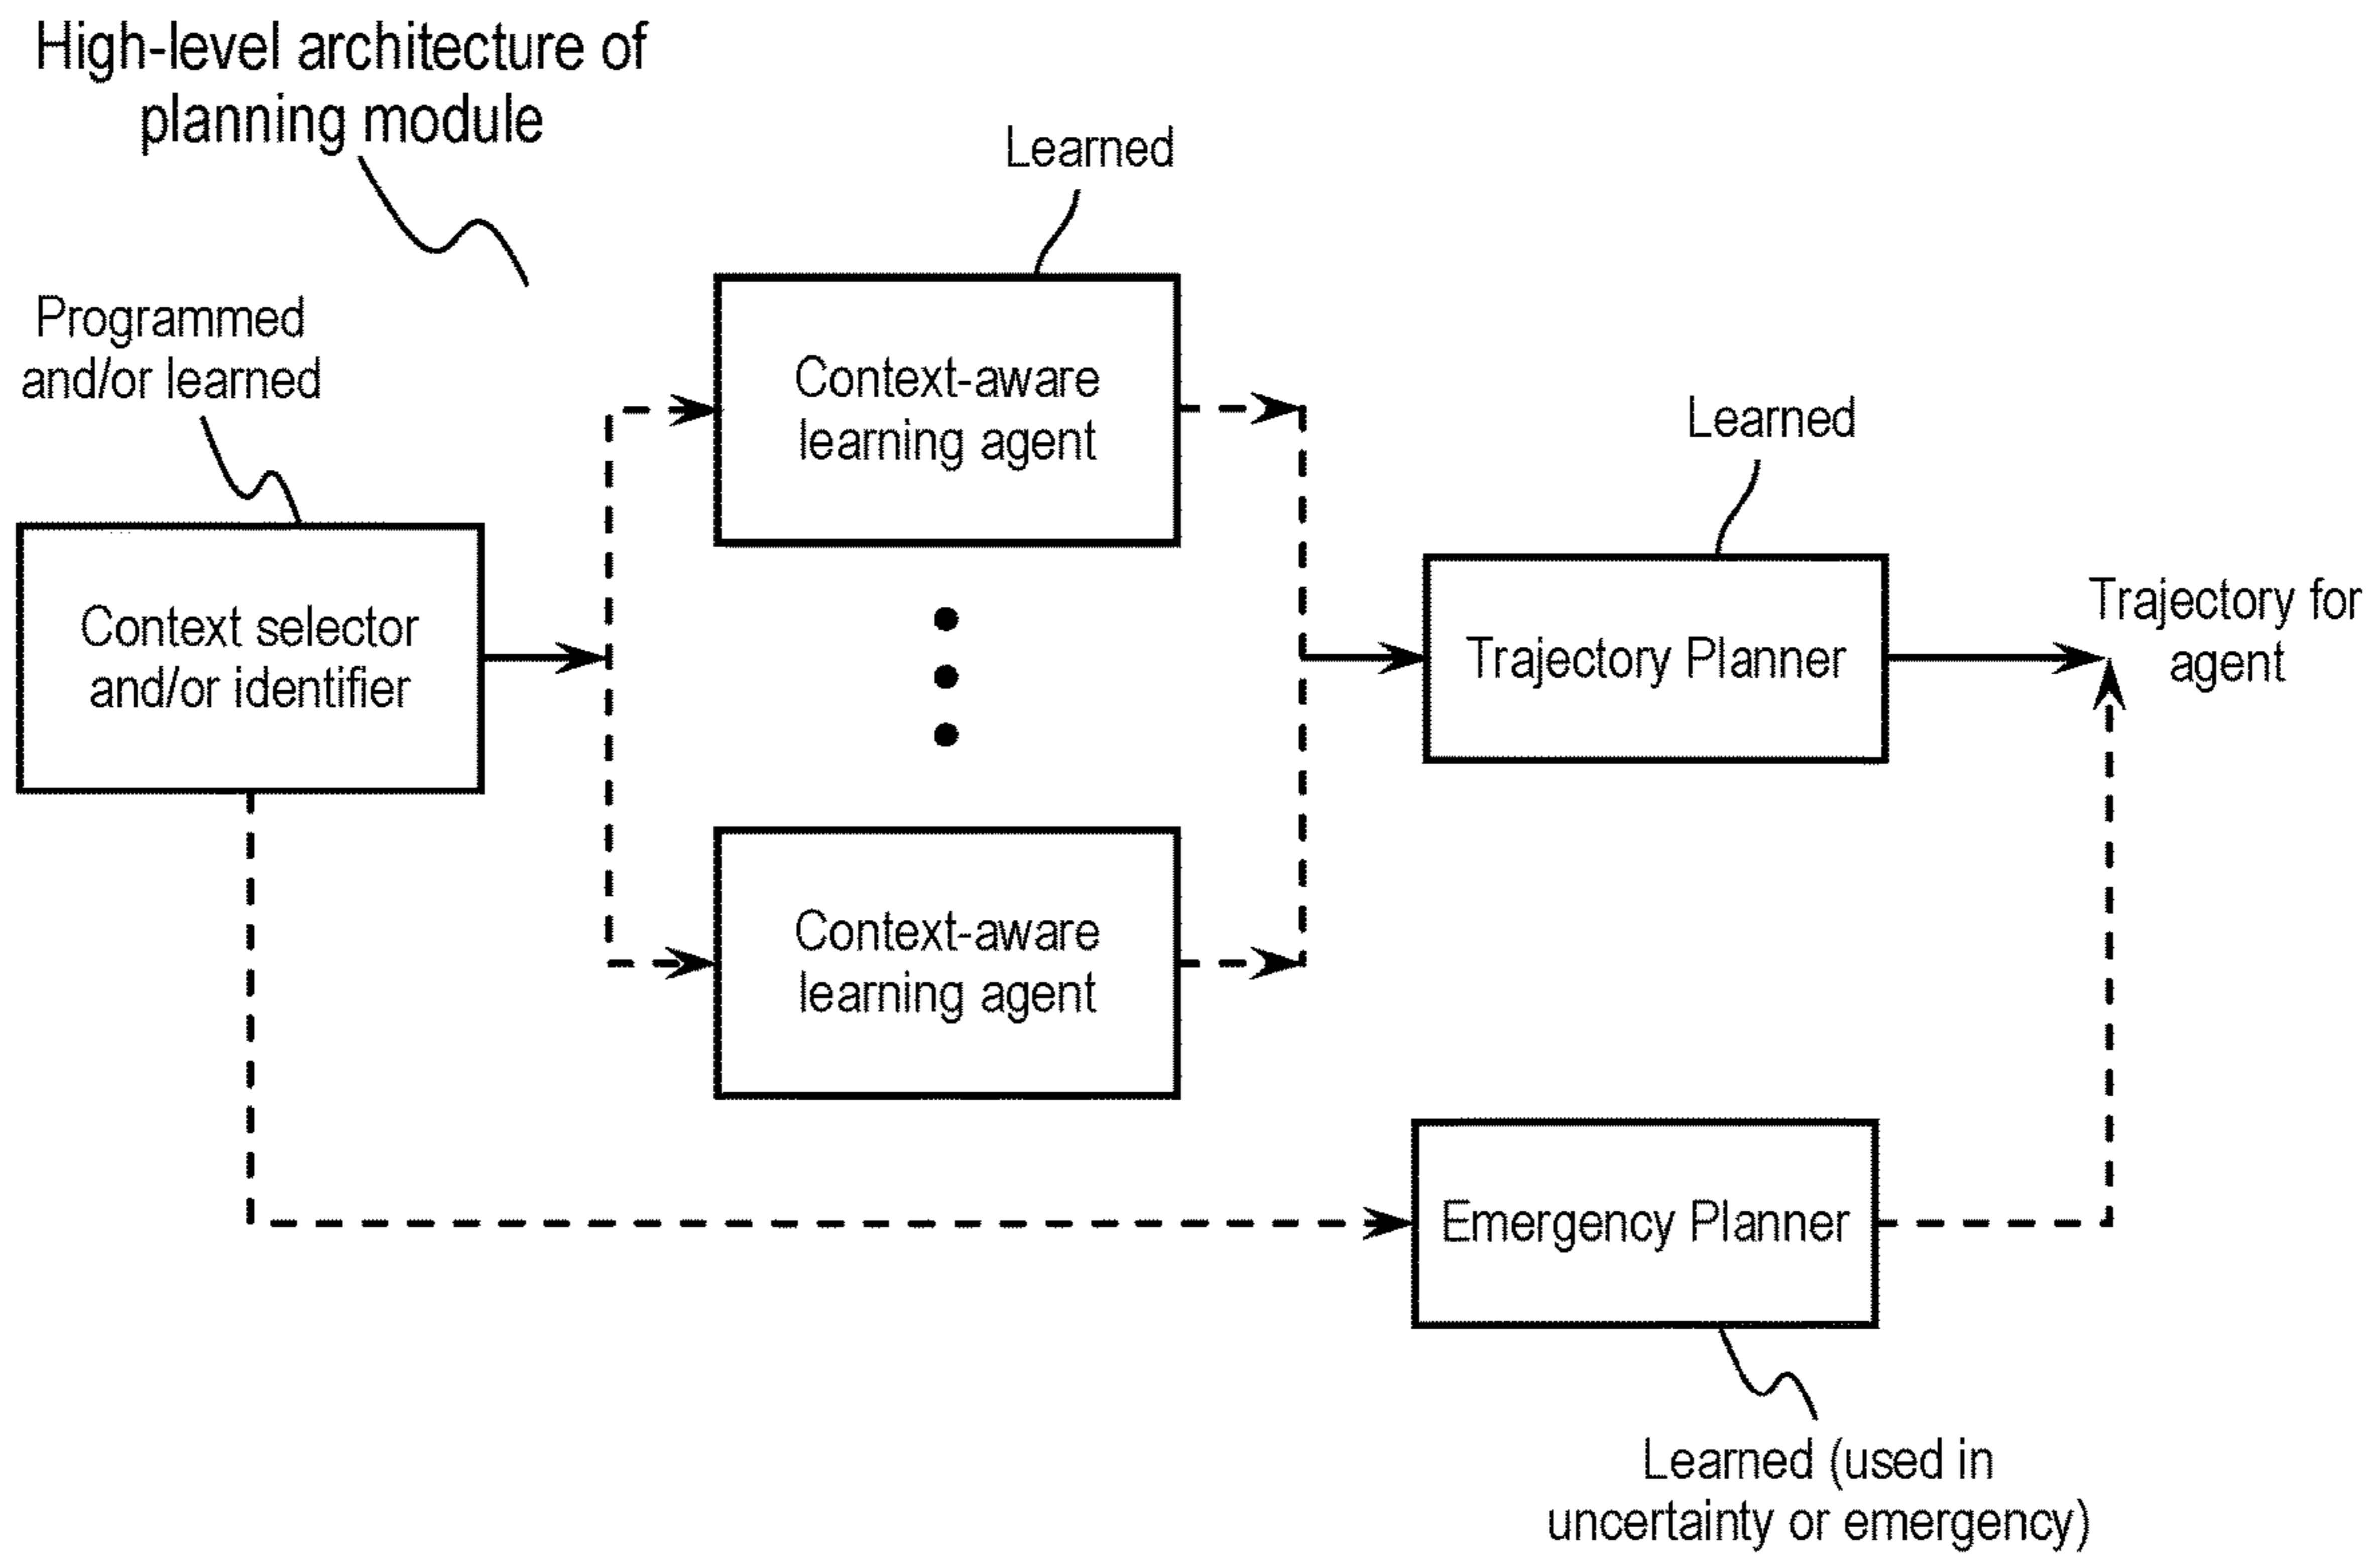 High-level architecture of
planning module
Learned
Programmed
and/or learned
Context-aware
learning agent
Learned
Context selector
and/or identifier
Trajectory Planner
Trajectory for
agent
Context-aware
learning agent
Emergency Planner
Learned (used in
uncertainty or emergency)